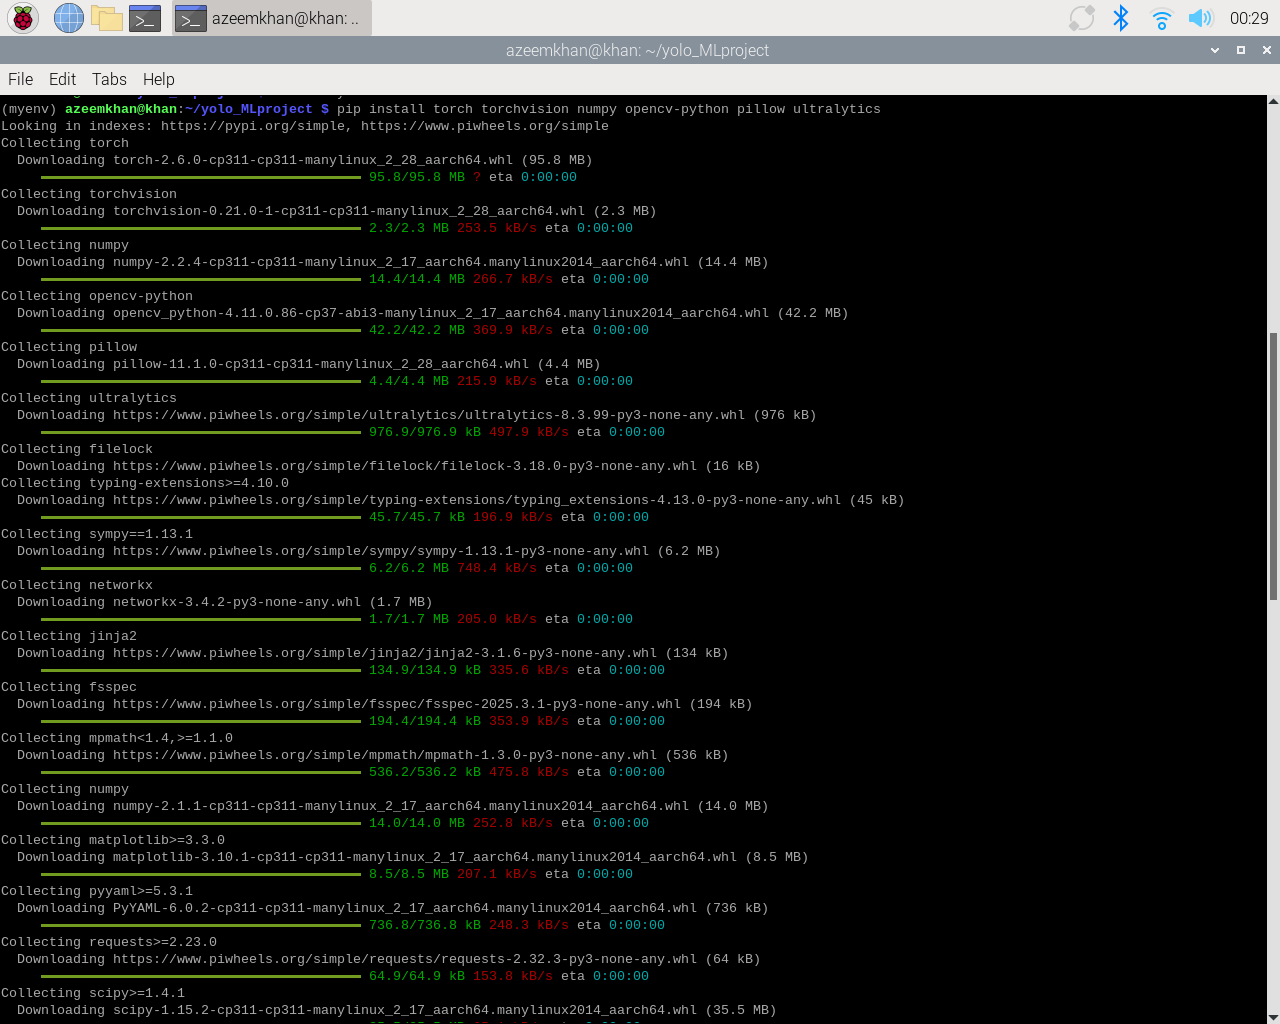 azeemkhan@khan: ..
00:29
azeemkhan@khan: ~/yolo_MLproject
File Edit Tabs Help
(myenv) azeemkhan@khan:~/yolo_MLproject $ pip install torch torchvision numpy opencv-python pillow ultralytics
Looking in indexes: https://pypi.org/simple, https://www.piwheels.org/simple
Collecting torch
  Downloading torch-2.6.0-cp311-cp311-manylinux_2_28_aarch64.whl (95.8 MB)
95.8/95.8 MB ? eta 0:00:00
Collecting torchvision
  Downloading torchvision-0.21.0-1-cp311-cp311-manylinux_2_28_aarch64.whl (2.3 MB)
2.3/2.3 MB 253.5 kB/s eta 0:00:00
Collecting numpy
  Downloading numpy-2.2.4-cp311-cp311-manylinux_2_17_aarch64.manylinux2014_aarch64.whl (14.4 MB)
14.4/14.4 MB 266.7 kB/s eta 0:00:00
Collecting opencv-python
  Downloading opencv_python-4.11.0.86-cp37-abi3-manylinux_2_17_aarch64.manylinux2014_aarch64.whl (42.2 MB)
42.2/42.2 MB 369.9 kB/s eta 0:00:00
Collecting pillow
  Downloading pillow-11.1.0-cp311-cp311-manylinux_2_28_aarch64.whl (4.4 MB)
4.4/4.4 MB 215.9 kB/s eta 0:00:00
Collecting ultralytics
  Downloading https://www.piwheels.org/simple/ultralytics/ultralytics-8.3.99-py3-none-any.whl (976 kB)
976.9/976.9 kB 497.9 kB/s eta 0:00:00
Collecting filelock
  Downloading https://www.piwheels.org/simple/filelock/filelock-3.18.0-py3-none-any.whl (16 kB)
Collecting typing-extensions>=4.10.0
  Downloading https://www.piwheels.org/simple/typing-extensions/typing_extensions-4.13.0-py3-none-any.whl (45 kB)
45.7/45.7 kB 196.9 kB/s eta 0:00:00
Collecting sympy==1.13.1
  Downloading https://www.piwheels.org/simple/sympy/sympy-1.13.1-py3-none-any.whl (6.2 MB)
6.2/6.2 MB 748.4 kB/s eta 0:00:00
Collecting networkx
  Downloading networkx-3.4.2-py3-none-any.whl (1.7 MB)
1.7/1.7 MB 205.0 kB/s eta 0:00:00
Collecting jinja2
  Downloading https://www.piwheels.org/simple/jinja2/jinja2-3.1.6-py3-none-any.whl (134 kB)
134.9/134.9 kB 335.6 kB/s eta 0:00:00
Collecting fsspec
  Downloading https://www.piwheels.org/simple/fsspec/fsspec-2025.3.1-py3-none-any.whl (194 kB)
194.4/194.4 kB 353.9 kB/s eta 0:00:00
Collecting mpmath<1.4,>=1.1.0
  Downloading https://www.piwheels.org/simple/mpmath/mpmath-1.3.0-py3-none-any.whl (536 kB)
536.2/536.2 kB 475.8 kB/s eta 0:00:00
Collecting numpy
  Downloading numpy-2.1.1-cp311-cp311-manylinux_2_17_aarch64.manylinux2014_aarch64.whl (14.0 MB)
14.0/14.0 MB 252.8 kB/s eta 0:00:00
Collecting matplotlib>=3.3.0
  Downloading matplotlib-3.10.1-cp311-cp311-manylinux_2_17_aarch64.manylinux2014_aarch64.whl (8.5 MB)
8.5/8.5 MB 207.1 kB/s eta 0:00:00
Collecting pyyaml>=5.3.1
  Downloading PyYAML-6.0.2-cp311-cp311-manylinux_2_17_aarch64.manylinux2014_aarch64.whl (736 kB)
736.8/736.8 kB 248.3 kB/s eta 0:00:00
Collecting requests>=2.23.0
  Downloading https://www.piwheels.org/simple/requests/requests-2.32.3-py3-none-any.whl (64 kB)
64.9/64.9 kB 153.8 kB/s eta 0:00:00
Collecting scipy>=1.4.1
  Downloading scipy-1.15.2-cp311-cp311-manylinux_2_17_aarch64.manylinux2014_aarch64.whl (35.5 MB)